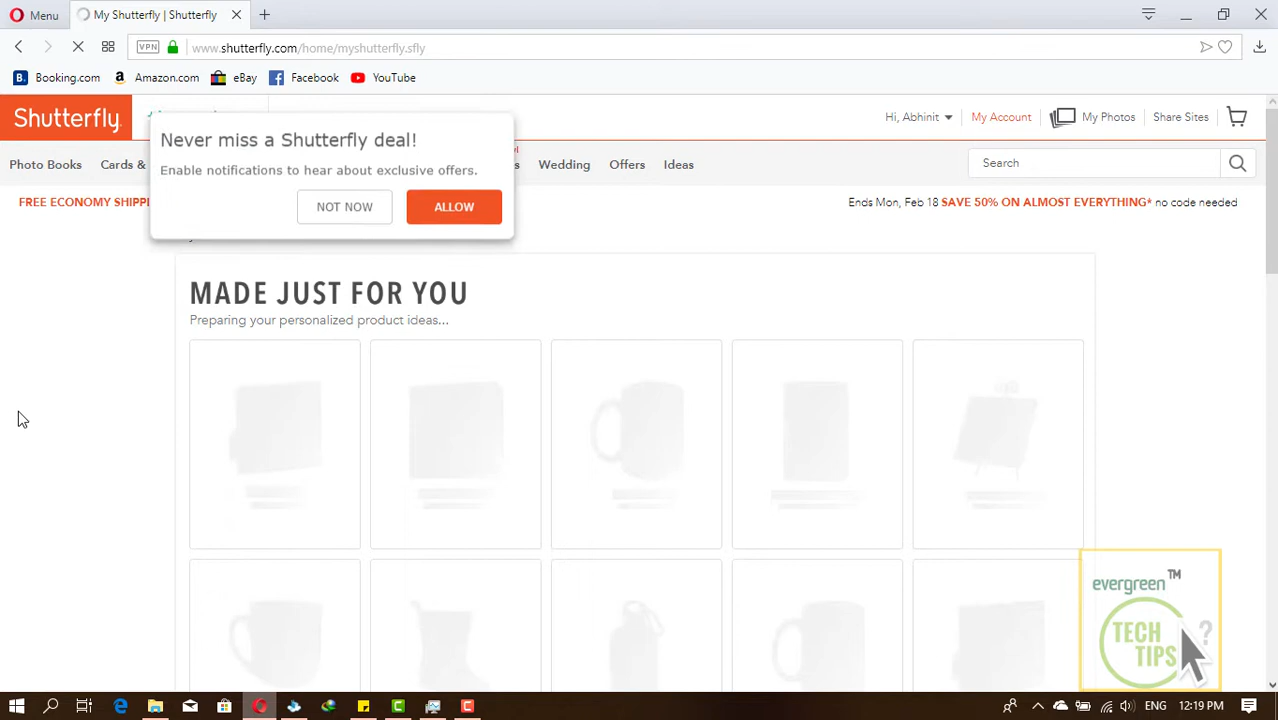 Menu
My Shutterfly | Shutterfly
VPN
www.shutterfly.com/home/myshutterfly.sfly
Booking.com
Amazon.com
eBay
Facebook
YouTube
Shutterfly
Hi, Abhinit
My Account
My Photos
Share Sites
Never miss a Shutterfly deal!
Enable notifications to hear about exclusive offers.
NOT NOW
ALLOW
Photo Books
Cards &
Wedding
Offers
Ideas
Search
FREE ECONOMY SHIPPI
Ends Mon, Feb 18 SAVE 50% ON ALMOST EVERYTHING* no code needed
MADE JUST FOR YOU
Preparing your personalized product ideas...
evergreen™
TECH
TIPS
?
ENG
12:19 PM